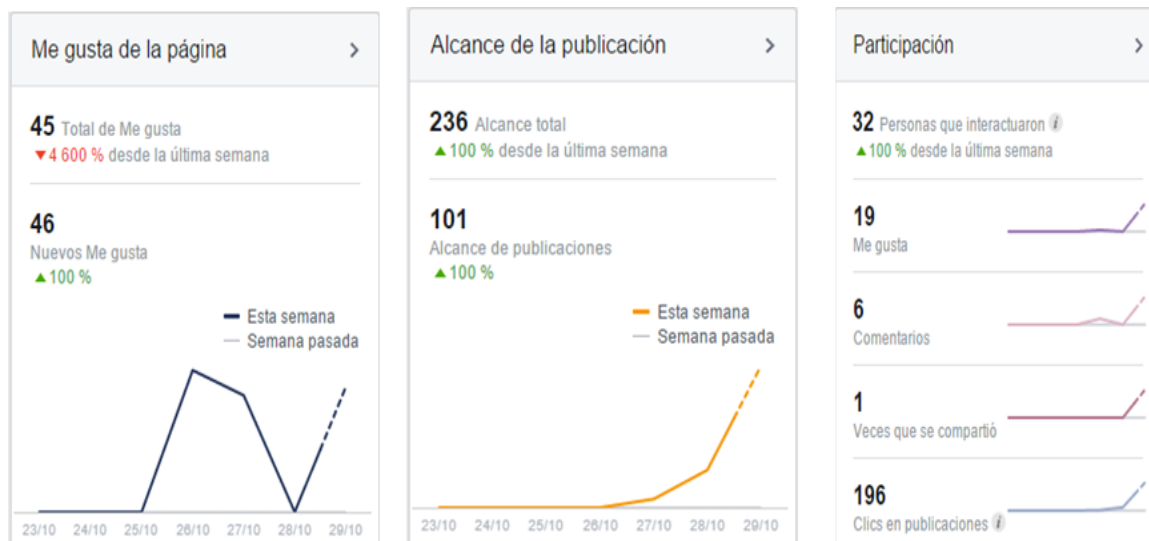 Me gusta de la página
45 Total de Me gusta
▼4 600 % desde la última semana
46
Nuevos Me gusta
▲100 %
Esta semana
Semana pasada
23/10 24/10 25/10 26/10 27/10 28/10 29/10
Alcance de la publicación
236 Alcance total
▲100 % desde la última semana
101
Alcance de publicaciones
▲100 %
Esta semana
Semana pasada
23/10 24/10 25/10 26/10 27/10 28/10 29/10
Participación
32 Personas que interactuaron i
▲100 % desde la última semana
19
Me gusta
6
Comentarios
1
Veces que se compartió
196
Clics en publicaciones i